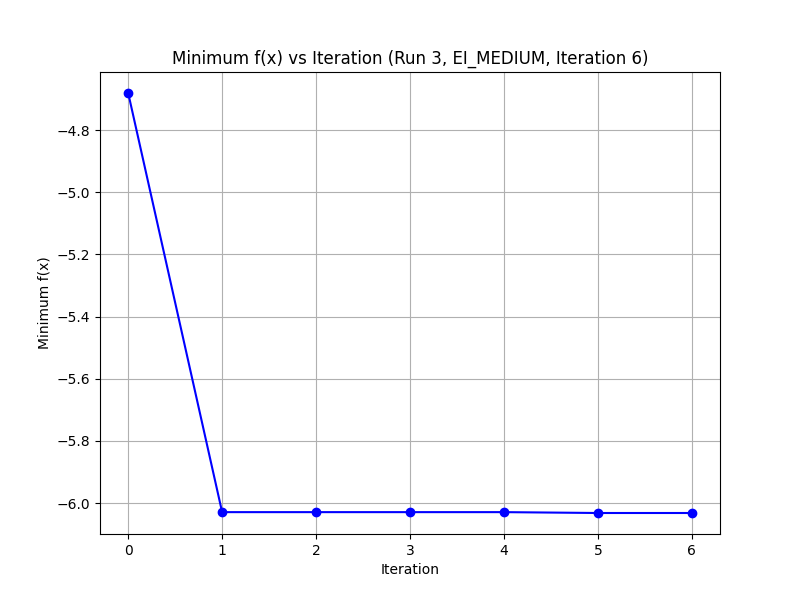 Minimum f(x) vs Iteration (Run 3, EI_MEDIUM, Iteration 6)
Minimum f(x)
−4.8
−5.0
−5.2
−5.4
−5.6
−5.8
−6.0
0 1 2 3 4 5 6
Iteration